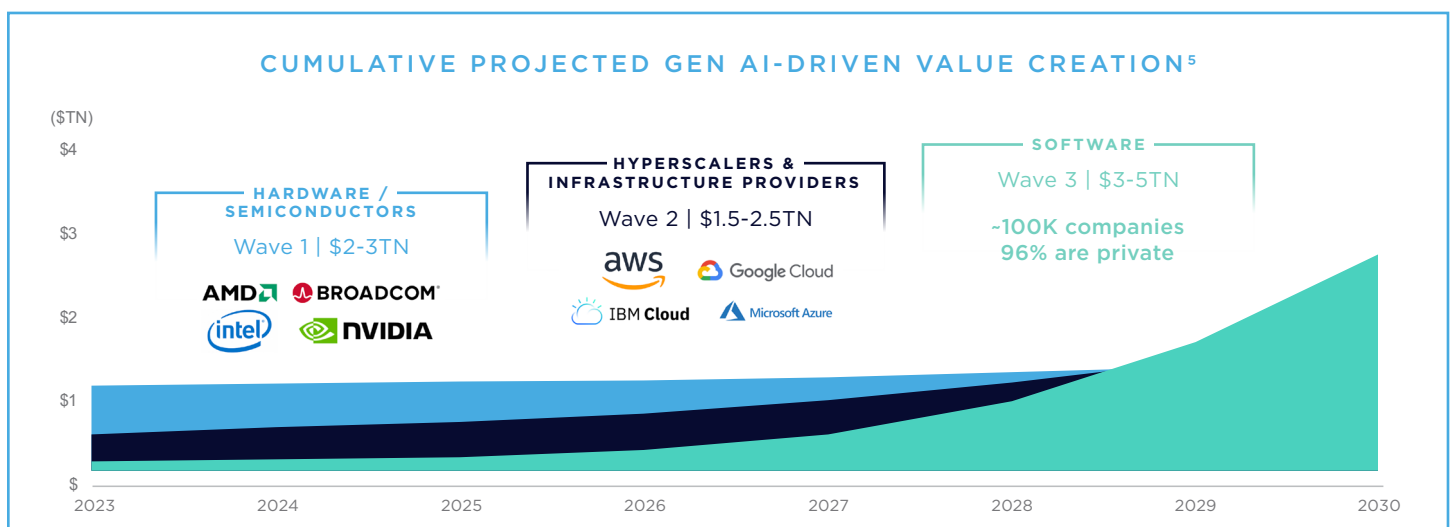 CUMULATIVE PROJECTED GEN AI-DRIVEN VALUE CREATION⁵
($TN)
$4
$3
$2
$1
$
HARDWARE /
SEMICONDUCTORS
Wave 1 | $2-3TN
AMD
BROADCOM®
intel®
NVIDIA
HYPERSCALERS &
INFRASTRUCTURE PROVIDERS
Wave 2 | $1.5-2.5TN
aws
Google Cloud
IBM Cloud
Microsoft Azure
SOFTWARE
Wave 3 | $3-5TN
~100K companies
96% are private
2023
2024
2025
2026
2027
2028
2029
2030